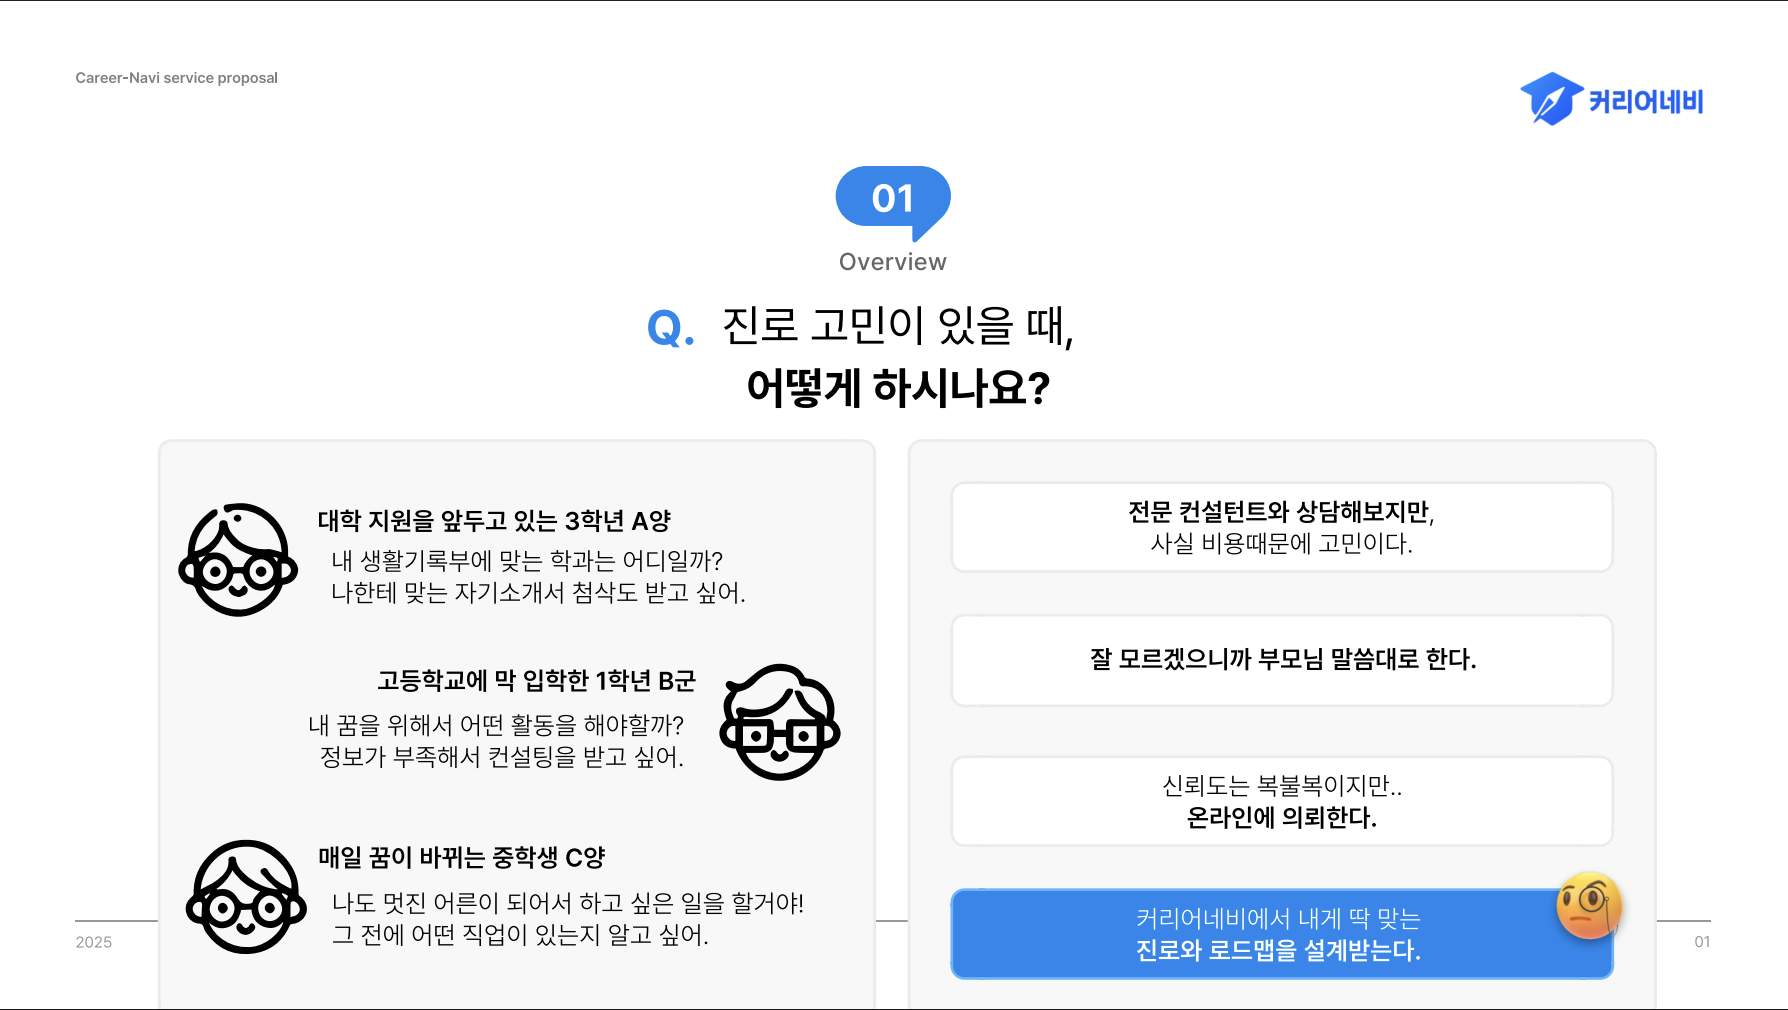 Career-Navi service proposal
커리어네비
01
Overview
Q. 진로 고민이 있을 때,
어떻게 하시나요?
대학 지원을 앞두고 있는 3학년 A양
내 생활기록부에 맞는 학과는 어디일까?
나한테 맞는 자기소개서 첨삭도 받고 싶어.
고등학교에 막 입학한 1학년 B군
내 꿈을 위해서 어떤 활동을 해야할까?
정보가 부족해서 컨설팅을 받고 싶어.
매일 꿈이 바뀌는 중학생 C양
나도 멋진 어른이 되어서 하고 싶은 일을 할거야!
그 전에 어떤 직업이 있는지 알고 싶어.
전문 컨설턴트와 상담해보지만,
사실 비용때문에 고민이다.
잘 모르겠으니까 부모님 말씀대로 한다.
신뢰도는 복불복이지만..
온라인에 의뢰한다.
커리어네비에서 내게 딱 맞는
진로와 로드맵을 설계받는다.
2025
01